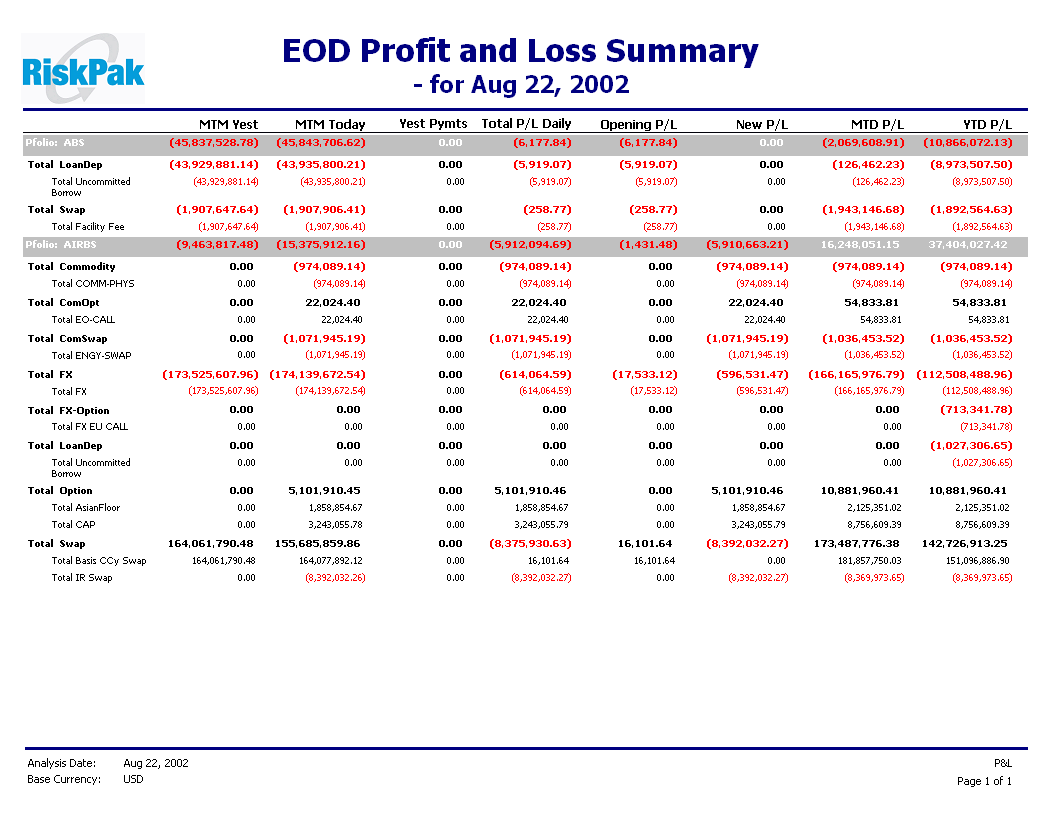 RiskPak
EOD Profit and Loss Summary
- for Aug 22, 2002
MTM Yest MTM Today Yest Pymts Total P/L Daily Opening P/L New P/L MTD P/L YTD P/L
Pfolio: ABS (45,837,528.78) (45,843,706.62) 0.00 (6,177.84) (6,177.84) 0.00 (2,069,608.91) (10,866,072.13)
Total LoanDep (43,929,881.14) (43,935,800.21) 0.00 (5,919.07) (5,919.07) 0.00 (126,462.23) (8,973,507.50)
Total Uncommitted (43,929,881.14) (43,935,800.21) 0.00 (5,919.07) (5,919.07) 0.00 (126,462.23) (8,973,507.50)
Borrow
Total Swap (1,907,647.64) (1,907,906.41) 0.00 (258.77) (258.77) 0.00 (1,943,146.68) (1,892,564.63)
Total Facility Fee (1,907,647.64) (1,907,906.41) 0.00 (258.77) (258.77) 0.00 (1,943,146.68) (1,892,564.63)
Pfolio: AIRBS (9,463,817.48) (15,375,912.16) 0.00 (5,912,094.69) (1,431.48) (5,910,663.21) 16,248,051.15 37,404,027.42
Total Commodity 0.00 (974,089.14) 0.00 (974,089.14) 0.00 (974,089.14) (974,089.14) (974,089.14)
Total COMM-PHYS 0.00 (974,089.14) 0.00 (974,089.14) 0.00 (974,089.14) (974,089.14) (974,089.14)
Total ComOpt 0.00 22,024.40 0.00 22,024.40 0.00 22,024.40 54,833.81 54,833.81
Total EO-CALL 0.00 22,024.40 0.00 22,024.40 0.00 22,024.40 54,833.81 54,833.81
Total ComSwap 0.00 (1,071,945.19) 0.00 (1,071,945.19) 0.00 (1,071,945.19) (1,036,453.52) (1,036,453.52)
Total ENGY-SWAP 0.00 (1,071,945.19) 0.00 (1,071,945.19) 0.00 (1,071,945.19) (1,036,453.52) (1,036,453.52)
Total FX (173,525,607.96) (174,139,672.54) 0.00 (614,064.59) (17,533.12) (596,531.47) (166,165,976.79) (112,508,488.96)
Total FX (173,525,607.96) (174,139,672.54) 0.00 (614,064.59) (17,533.12) (596,531.47) (166,165,976.79) (112,508,488.96)
Total FX-Option 0.00 0.00 0.00 0.00 0.00 0.00 0.00 (713,341.78)
Total FX EU CALL 0.00 0.00 0.00 0.00 0.00 0.00 0.00 (713,341.78)
Total LoanDep 0.00 0.00 0.00 0.00 0.00 0.00 0.00 (1,027,306.65)
Total Uncommitted 0.00 0.00 0.00 0.00 0.00 0.00 0.00 (1,027,306.65)
Borrow
Total Option 0.00 5,101,910.45 0.00 5,101,910.46 0.00 5,101,910.46 10,881,960.41 10,881,960.41
Total AsianFloor 0.00 1,858,854.67 0.00 1,858,854.67 0.00 1,858,854.67 2,125,351.02 2,125,351.02
Total CAP 0.00 3,243,055.78 0.00 3,243,055.79 0.00 3,243,055.79 8,756,609.39 8,756,609.39
Total Swap 164,061,790.48 155,685,859.86 0.00 (8,375,930.63) 16,101.64 (8,392,032.27) 173,487,776.38 142,726,913.25
Total Basis CCy Swap 164,061,790.48 164,077,892.12 0.00 16,101.64 16,101.64 0.00 181,857,750.03 151,096,886.90
Total IR Swap 0.00 (8,392,032.26) 0.00 (8,392,032.27) 0.00 (8,392,032.27) (8,369,973.65) (8,369,973.65)
Analysis Date: Aug 22, 2002 P&L
Base Currency: USD Page 1 of 1